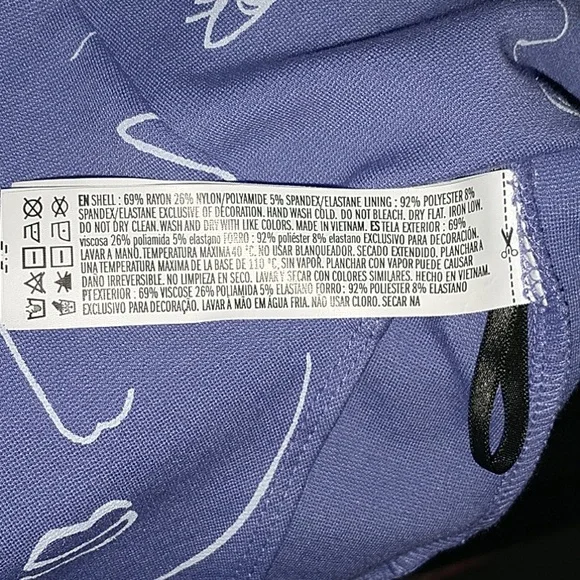 EN SHELL : 69% RAYON 26% NYLON/POLYAMIDE 5% SPANDEX/ELASTANE LINING : 92% POLYESTER 8%
SPANDEX/ELASTANE EXCLUSIVE OF DECORATION. HAND WASH COLD. DO NOT BLEACH. DRY FLAT. IRON LOW.
DO NOT DRY CLEAN. WASH AND DRY WITH LIKE COLORS. MADE IN VIETNAM. ES TELA EXTERIOR : 69%
viscosa 26% poliamida 5% elastano FORRO : 92% poliéster 8% elastano EXCLUSIVO PARA DECORACIÓN.
LAVAR A MANO.TEMPERATURA MÁXIMA 40 °C. NO USAR BLANQUEADOR. SECADO EXTENDIDO. PLANCHAR A
UNA TEMPERATURA MÁXIMA DE LA BASE DE 110 °C, SIN VAPOR. PLANCHAR CON VAPOR PUEDE CAUSAR
DAÑO IRREVERSIBLE. NO LIMPIEZA EN SECO. LAVAR Y SECAR CON COLORES SIMILARES. HECHO EN VIETNAM.
PT EXTERIOR : 69% VISCOSE 26% POLIAMIDA 5% ELASTANO FORRO: 92% POLIÉSTER 8% ELASTANO
EXCLUSIVO PARA DECORAÇÃO. LAVAR À MÃO EM ÁGUA FRIA. NÃO USAR CLORO. SECAR NA